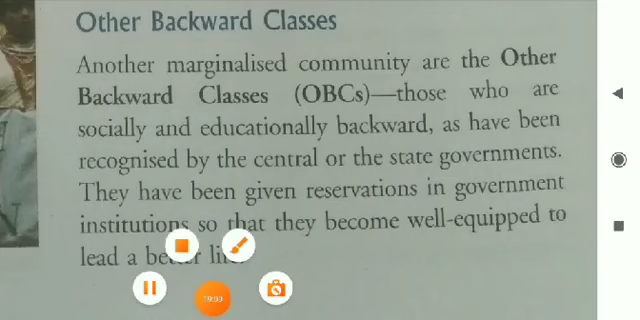 Other Backward Classes
Another marginalised community are the Other
Backward Classes (OBCs)—those who are
socially and educationally backward, as have been
recognised by the central or the state governments.
They have been given reservations in government
institutions so that they become well-equipped to
lead a